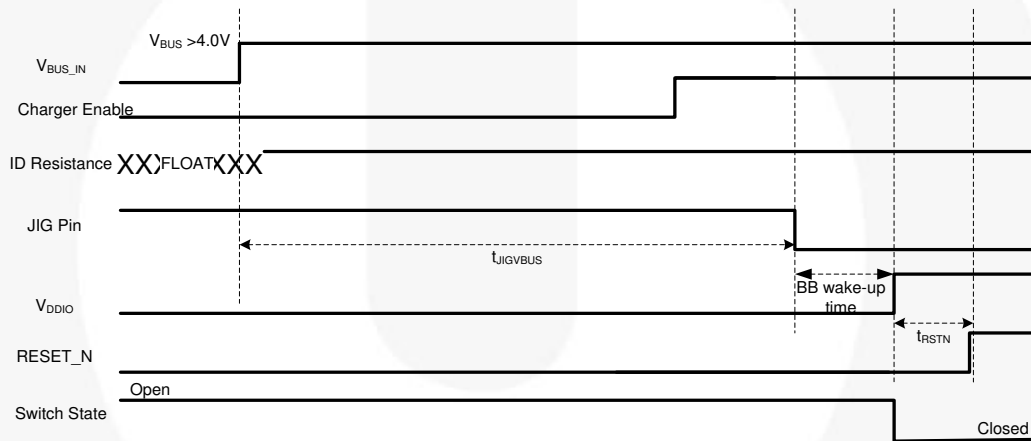 VBUS >4.0V
VBUS_IN
Charger Enable
ID Resistance XXXFLOATXXX
JIG Pin
tJIGVBUS
BB wake-up
time
VDDIO
tRSTN
RESET_N
Open
Switch State
Closed